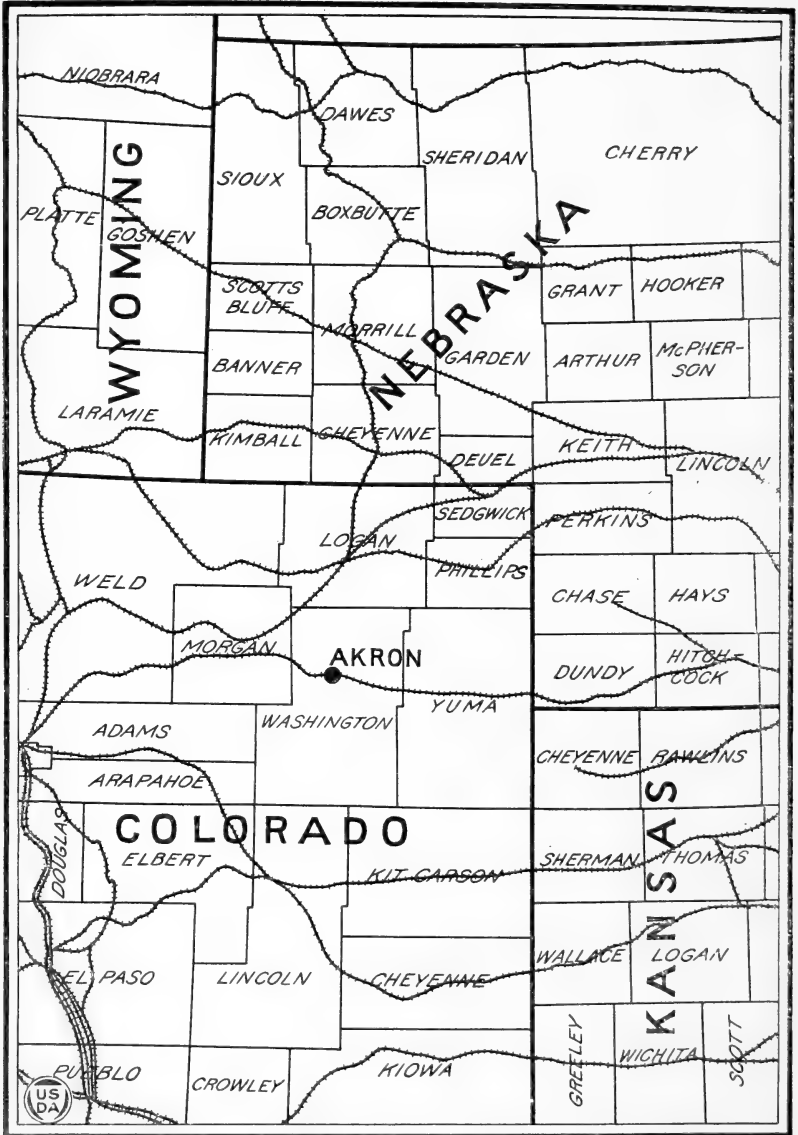 NIOBRARA
DAWES
SHERIDAN
CHERRY
SIOUX
BOXBUTTE
PLATTE
GOSHEN
WYOMING
NEBRASKA
SCOTTS
BLUFF
GRANT
HOOKER
MORRILL
BANNER
GARDEN
ARTHUR
McPHER-
SON
LARAMIE
KIMBALL
CHEYENNE
DEUEL
KEITH
LINCOLN
SEDGWICK
PERKINS
LOGAN
PHILLIPS
WELD
CHASE
HAYS
MORGAN
AKRON
DUNDY
HITCH-
COCK
WASHINGTON
YUMA
ADAMS
ARAPAHOE
CHEYENNE
RAWLINS
COLORADO
DOUGLAS
ELBERT
KIT CARSON
SHERMAN
THOMAS
KANSAS
EL PASO
LINCOLN
CHEYENNE
WALLACE
LOGAN
PUEBLO
CROWLEY
KIOWA
GREELEY
WICHITA
SCOTT
US
DA